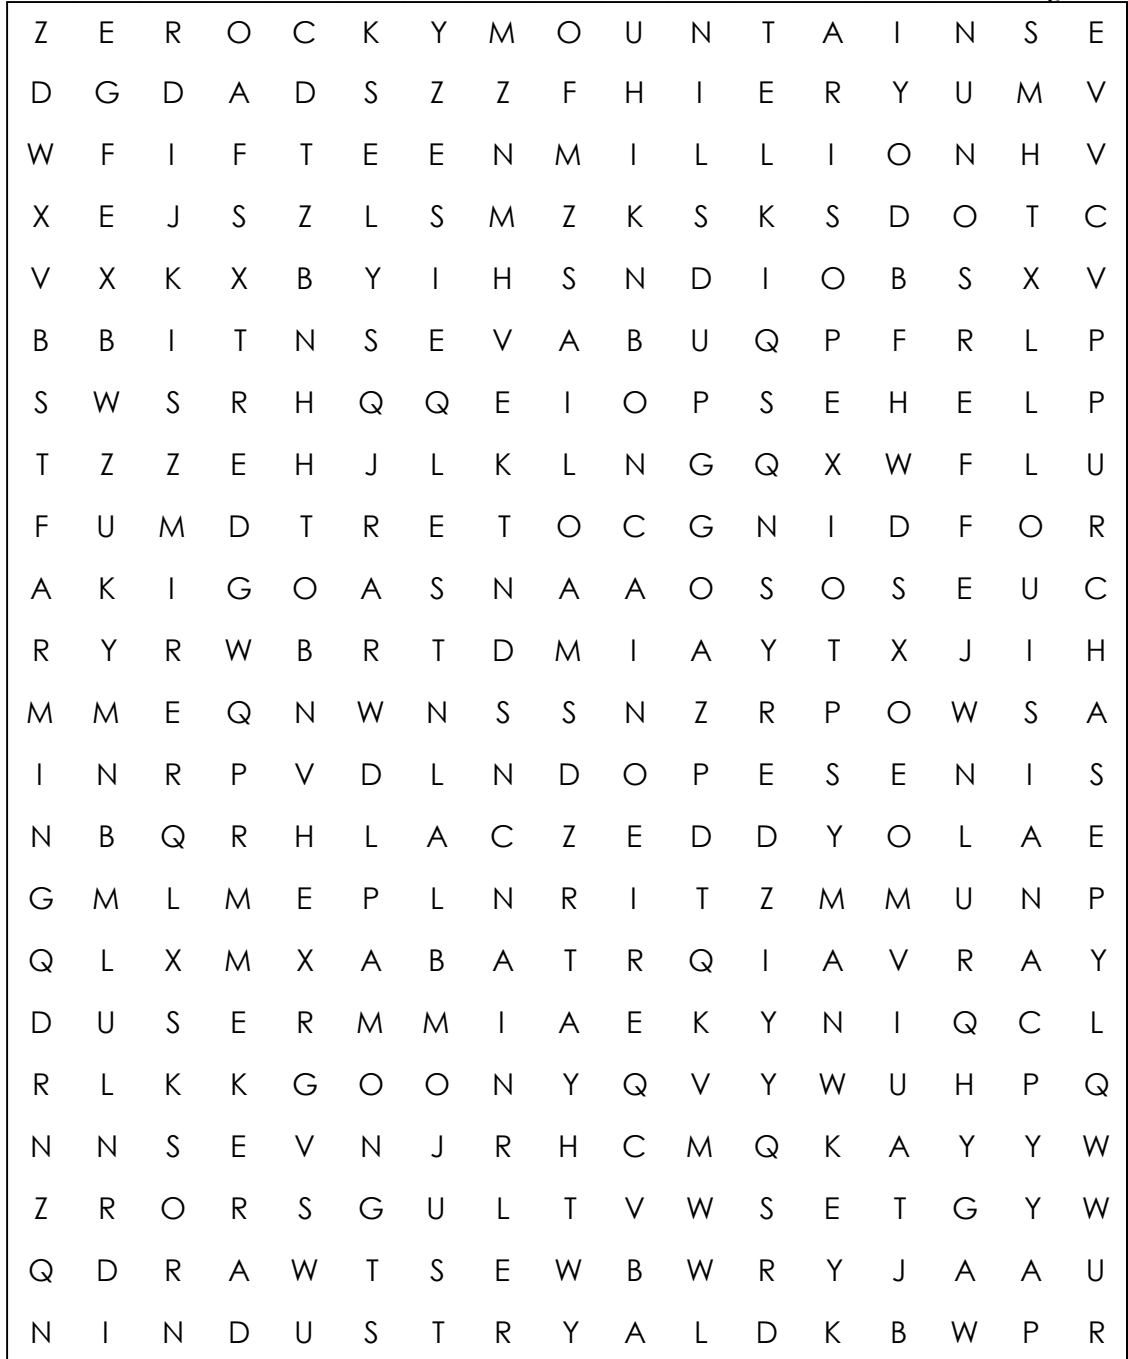 Z E R O C K Y M O U N T A I N S E
D G D A D S Z Z F H I E R Y U M V
W F I F T E E N M I L L I O N H V
X E J S Z L S M Z K S K S D O T C
V X K X B Y I H S N D I O B S X V
B B I T N S E V A B U Q P F R L P
S W S R H Q Q E I O P S E H E L P
T Z Z E H J L K L N G Q X W F L U
F U M D T R E T O C G N I D F O R
A K I G O A S N A A O S O S E U C
R Y R W B R T D M I A Y T X J I H
M M E Q N W N S S N Z R P O W S A
I N R P V D L N D O P E S E N I S
N B Q R H L A C Z E D D Y O L A E
G M L M E P L N R I T Z M M U N P
Q L X M X A B A T R Q I A V R A Y
D U S E R M M I A E K Y N I Q C L
R L K K G O O N Y Q V Y W U H P Q
N N S E V N J R H C M Q K A Y Y W
Z R O R S G U L T V W S E T G Y W
Q D R A W T S E W B W R Y J A A U
N I N D U S T R Y A L D K B W P R